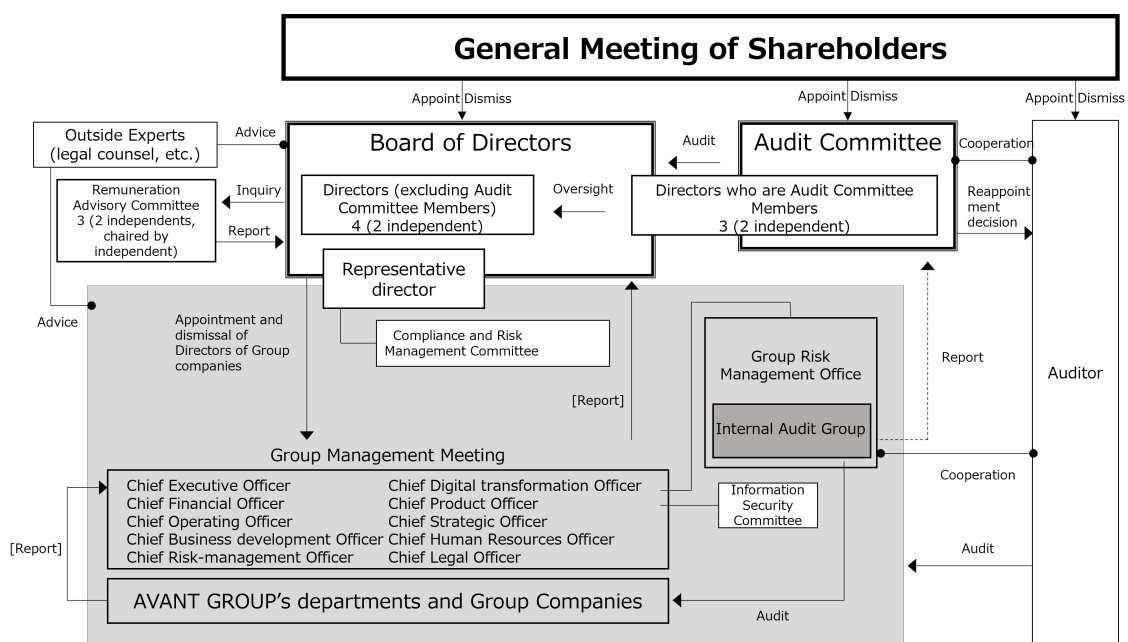 General Meeting of Shareholders
Appoint Dismiss
Appoint Dismiss
Appoint Dismiss
Outside Experts
(legal counsel, etc.)
Advice
Board of Directors
Audit
Audit Committee
Cooperation
Remuneration
Advisory Committee
3 (2 independents,
chaired by
independent)
Inquiry
Report
Directors (excluding Audit
Committee Members)
4 (2 independent)
Oversight
Directors who are Audit Committee
Members
3 (2 independent)
Reappoint
ment
decision
Representative
director
Advice
Appointment and
dismissal of
Directors of Group
companies
Compliance and Risk
Management Committee
[Report]
Group Risk
Management Office
Internal Audit Group
Report
Auditor
Cooperation
Group Management Meeting
Chief Executive Officer
Chief Financial Officer
Chief Operating Officer
Chief Business development Officer
Chief Risk-management Officer
Chief Digital transformation Officer
Chief Product Officer
Chief Strategic Officer
Chief Human Resources Officer
Chief Legal Officer
Information
Security
Committee
[Report]
Audit
AVANT GROUP's departments and Group Companies
Audit